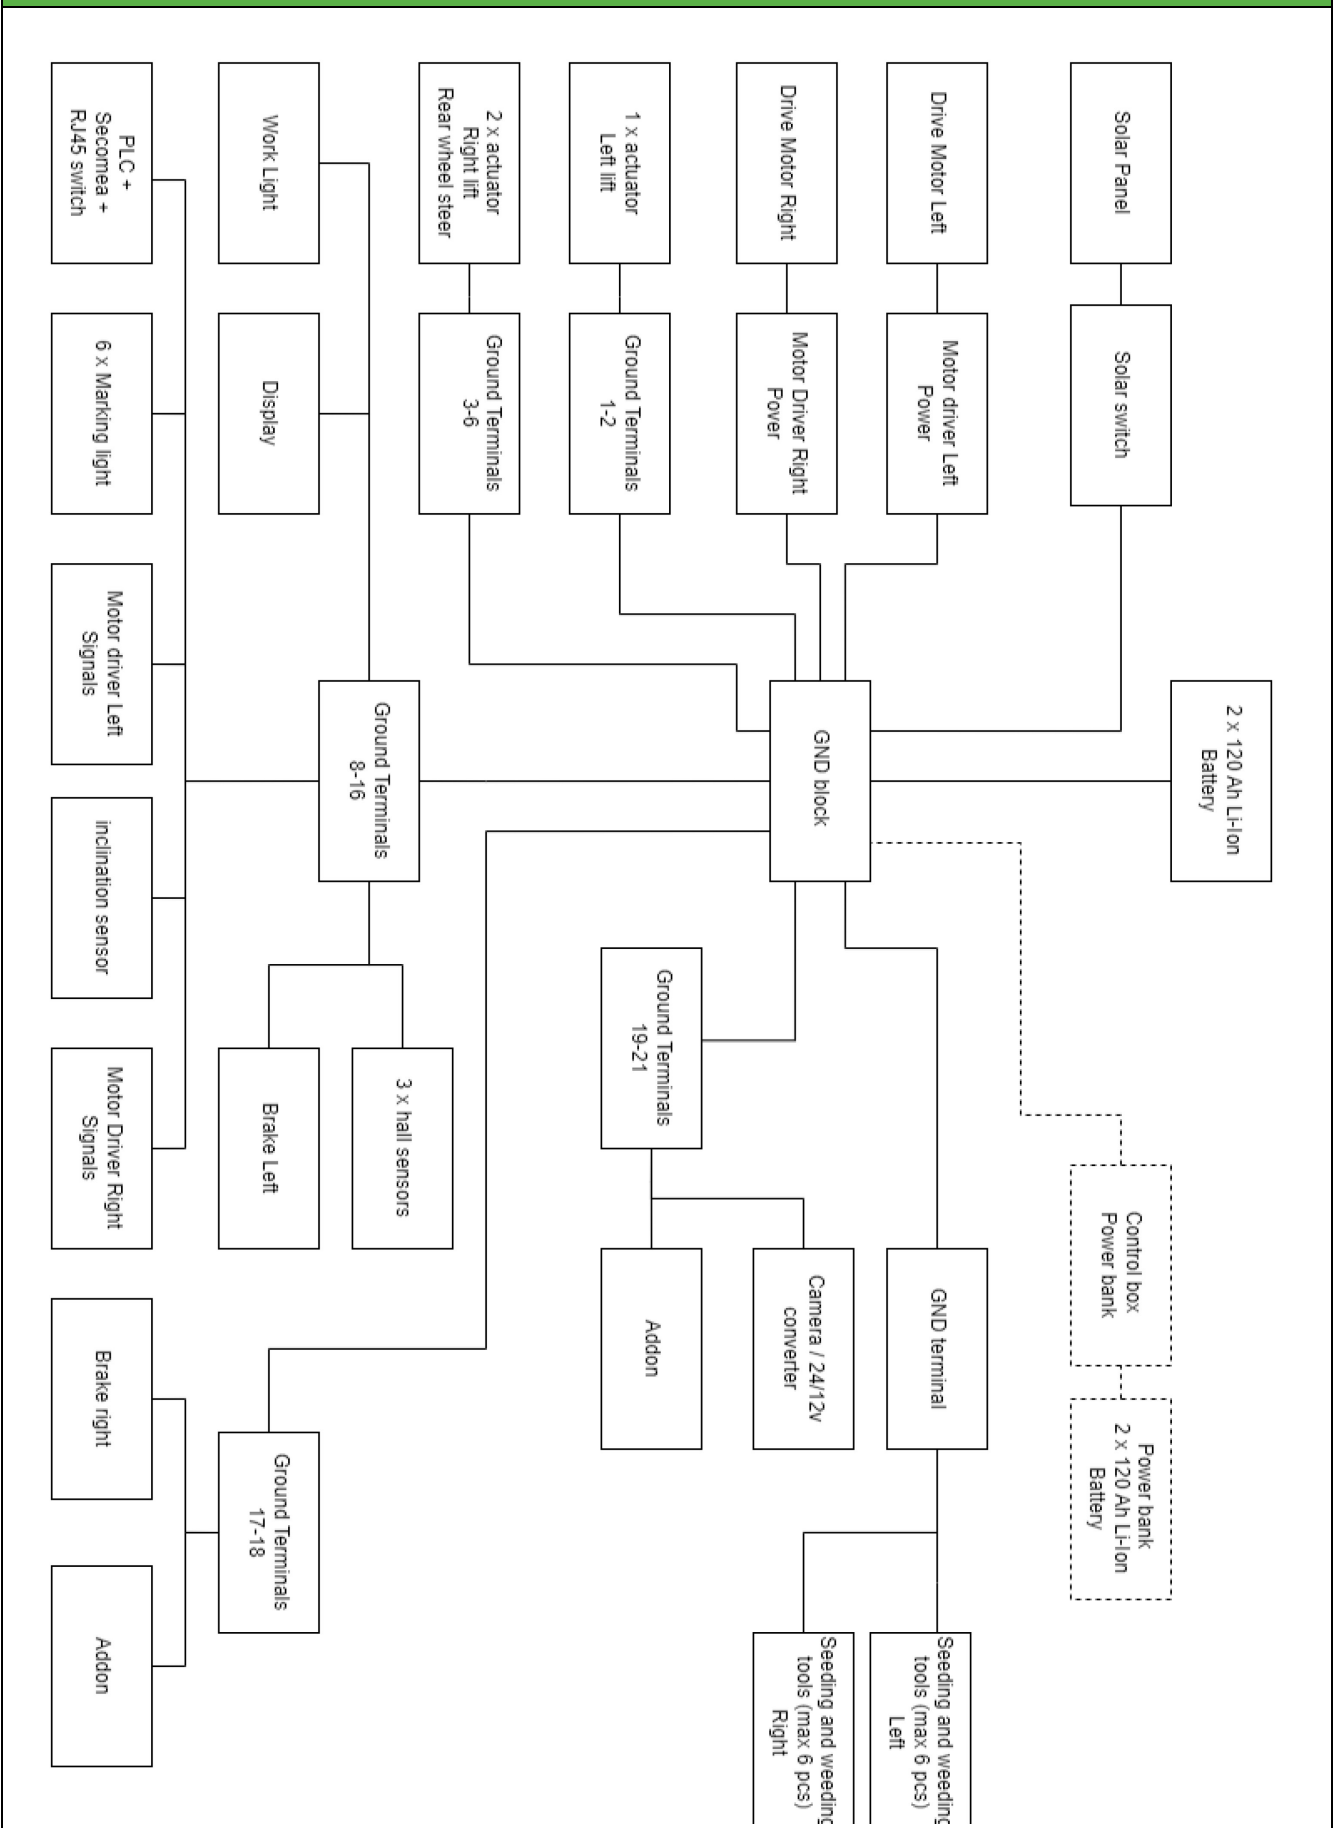 2 x 120 Ah Li-Ion
Battery
Solar Panel
Solar switch
Control box
Power bank
Power bank
2 x 120 Ah Li-Ion
Battery
Drive Motor Left
Motor driver Left
Power
GND terminal
Seeding and weeding
tools (max 6 pcs)
Left
Drive Motor Right
Motor Driver Right
Pover
GND block
Camera / 24/12v
converter
Seeding and weeding
tools (max 6 pcs)
Right
1 x actuator
Left lift
Ground Terminals
1-2
Ground Terminals
19-21
Addon
2 x actuator
Right lift
Rear wheel steer
Ground Terminals
3-6
Ground Terminals
8-16
3 x hall sensors
Work Light
Display
Brake Left
Ground Terminals
17-18
PLC +
Secomea +
RJ45 switch
6 x Marking light
Motor driver Left
Signals
inclination sensor
Motor Driver Right
Signals
Brake right
Addon